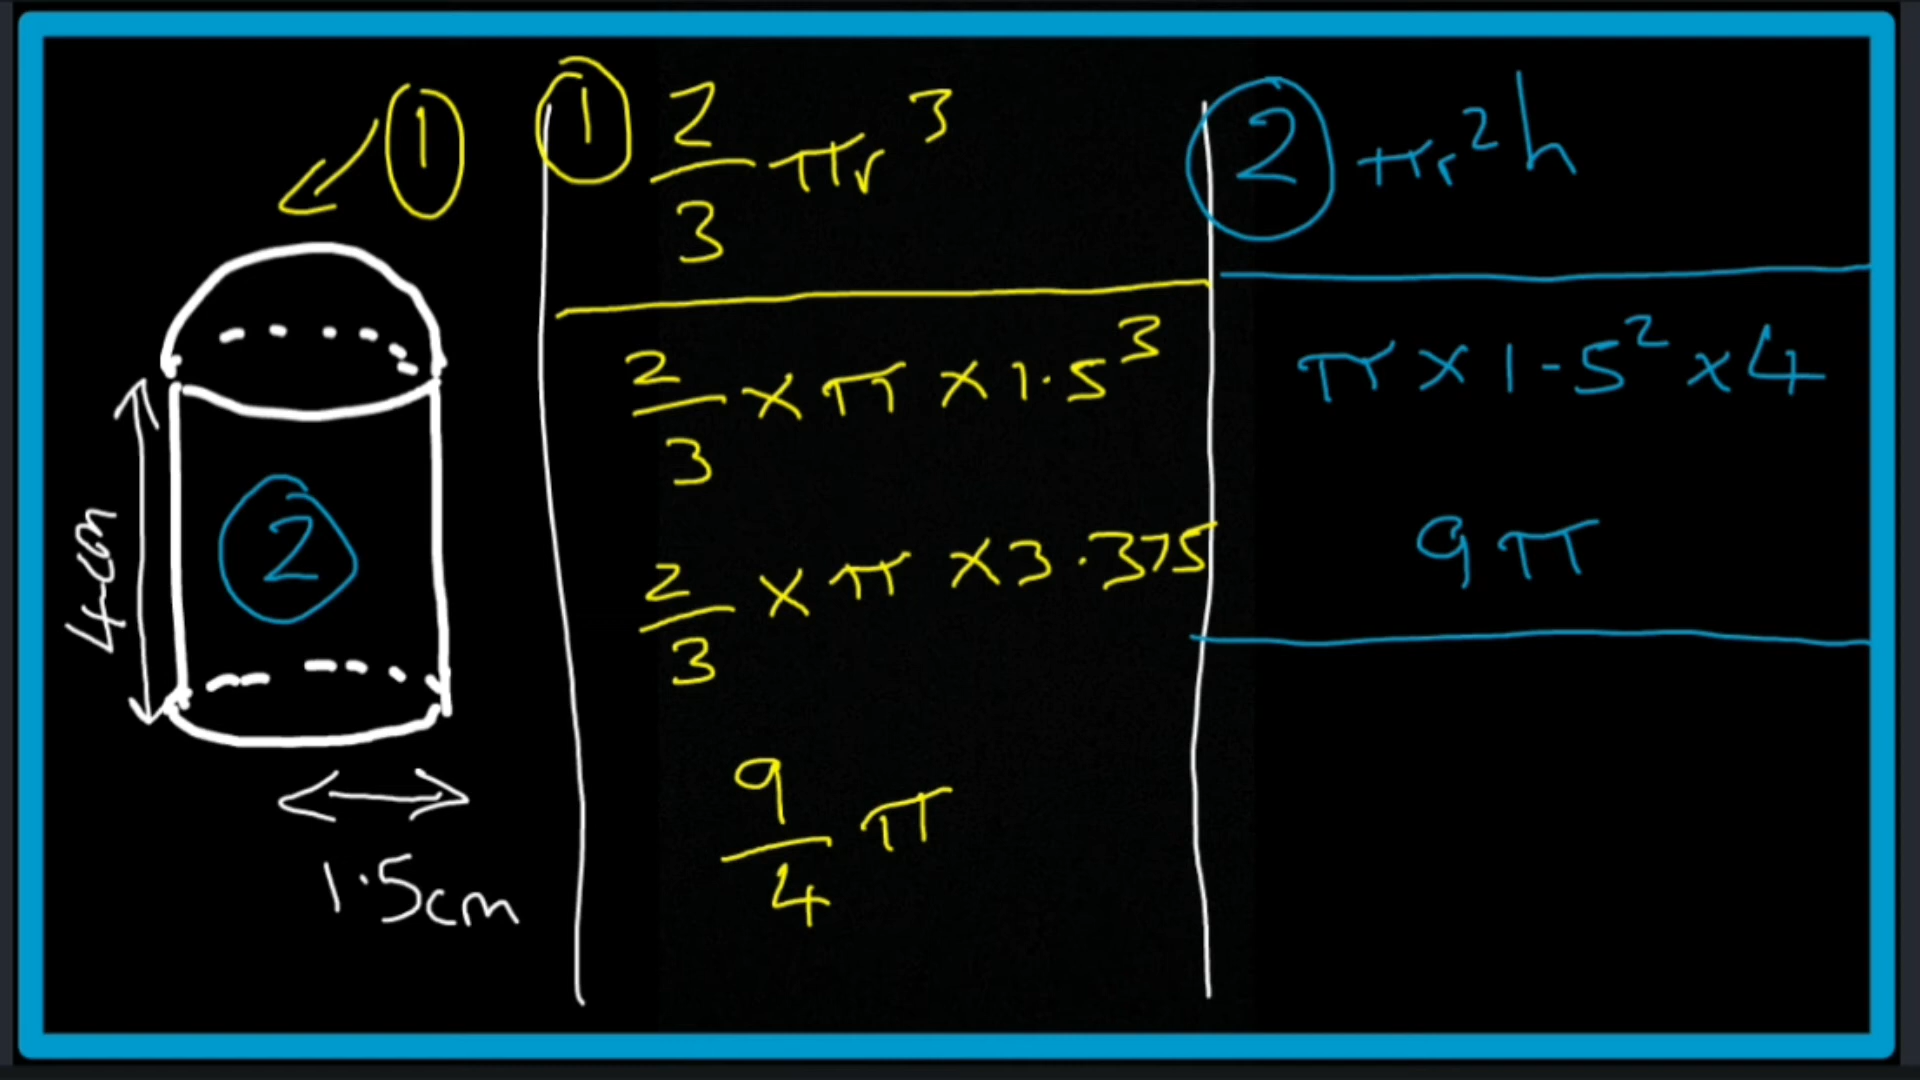 ①
②
4cm
1.5cm
① 2/3 πr³
2/3 × π × 1.5³
2/3 × π × 3.375
9/4 π
② πr²h
π × 1.5² × 4
9π